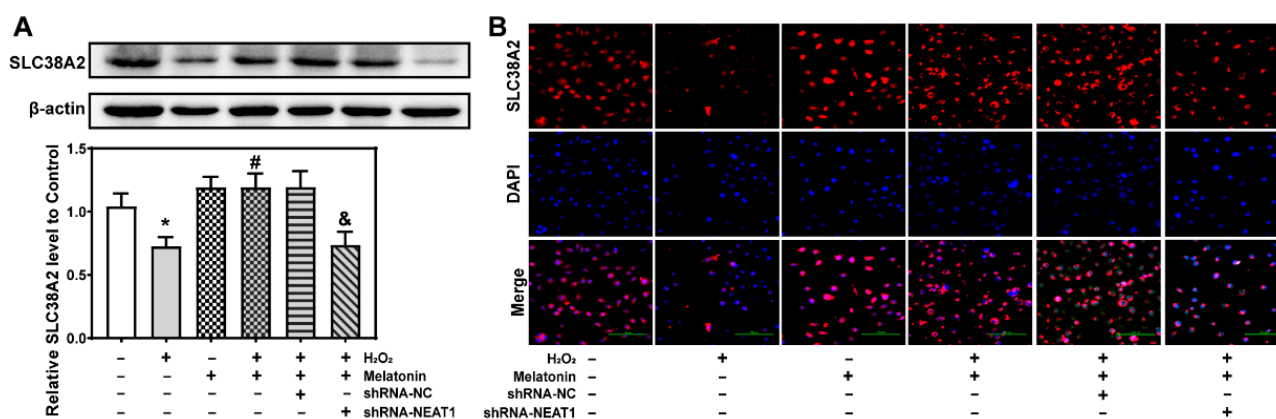 A
SLC38A2
β-actin
Relative SLC38A2 level to Control
1.5
1.0
0.5
0.0
*
#
&
– + – + + + H₂O₂
– – + + + + Melatonin
– – – – + – shRNA-NC
– – – – – + shRNA-NEAT1
B
SLC38A2
DAPI
Merge
H₂O₂ – + – + + +
Melatonin – – + + + +
shRNA-NC – – – – + –
shRNA-NEAT1 – – – – – +